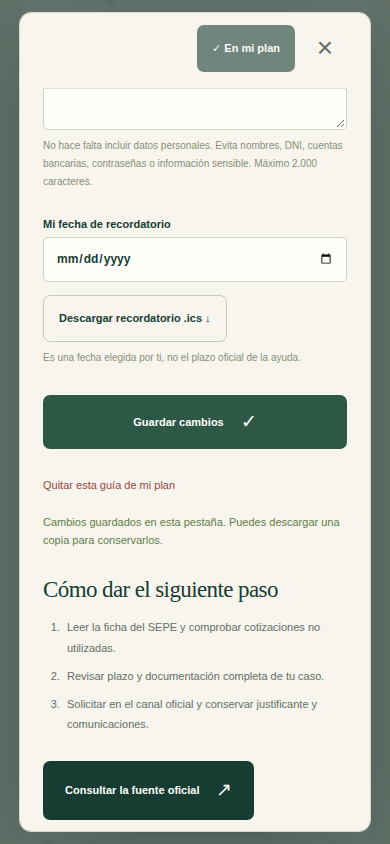 ✓ En mi plan ✕
No hace falta incluir datos personales. Evita nombres, DNI, cuentas
bancarias, contraseñas o información sensible. Máximo 2.000
caracteres.
Mi fecha de recordatorio
mm/dd/yyyy
Descargar recordatorio .ics ↓
Es una fecha elegida por ti, no el plazo oficial de la ayuda.
Guardar cambios ✓
Quitar esta guía de mi plan
Cambios guardados en esta pestaña. Puedes descargar una
copia para conservarlos.
Cómo dar el siguiente paso
1. Leer la ficha del SEPE y comprobar cotizaciones no
utilizadas.
2. Revisar plazo y documentación completa de tu caso.
3. Solicitar en el canal oficial y conservar justificante y
comunicaciones.
Consultar la fuente oficial ↗